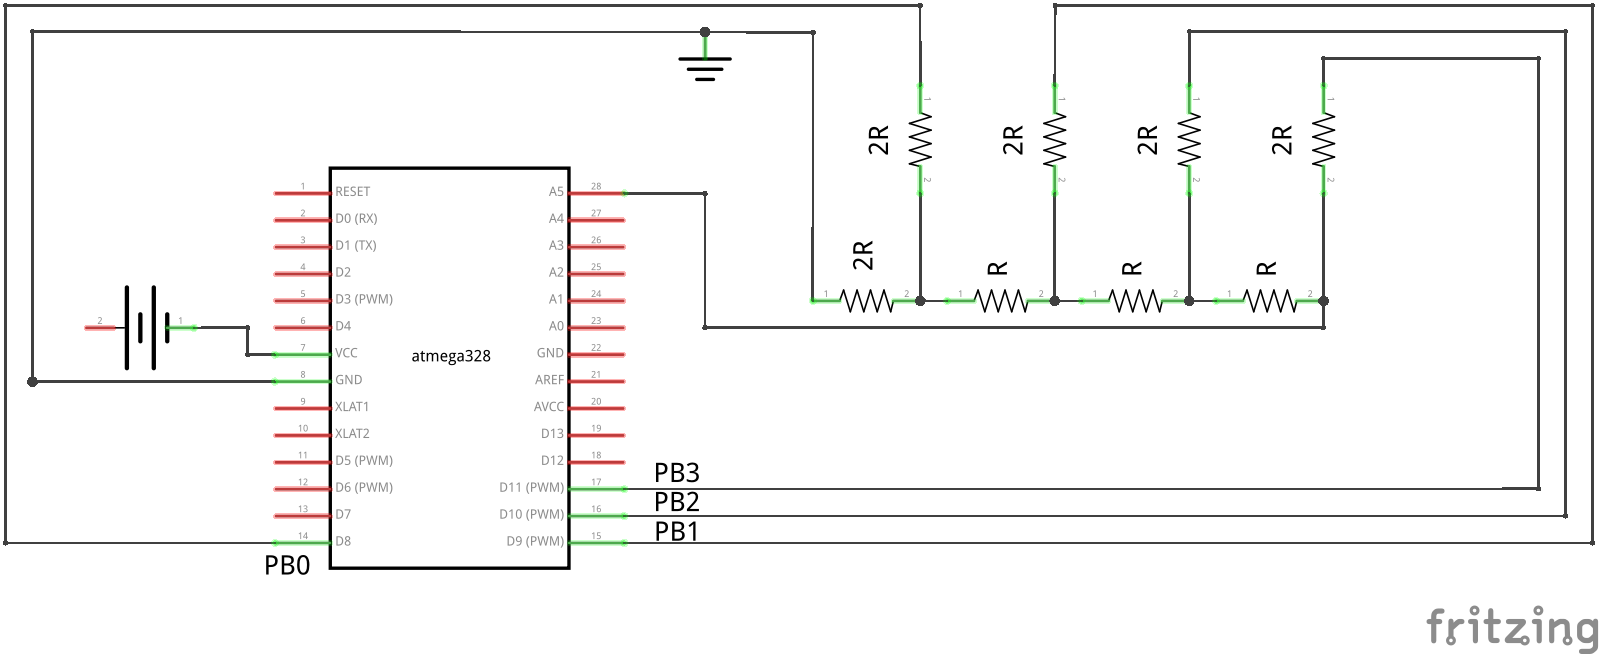 1
1
1
1
2R
2R
2R
2R
2
2
2
2
1 RESET
A5 28
2 D0 (RX)
A4 27
3 D1 (TX)
A3 26
2R
R
R
R
4 D2
A2 25
5 D3 (PWM)
A1 24
1 2
1 2
1 2
1 2
2 1
6 D4
A0 23
7 VCC
atmega328
GND 22
8 GND
AREF 21
9 XLAT1
AVCC 20
10 XLAT2
D13 19
11 D5 (PWM)
D12 18
12 D6 (PWM)
D11 (PWM) 17
PB3
13 D7
D10 (PWM) 16
PB2
14 D8
D9 (PWM) 15
PB1
PB0
fritzing